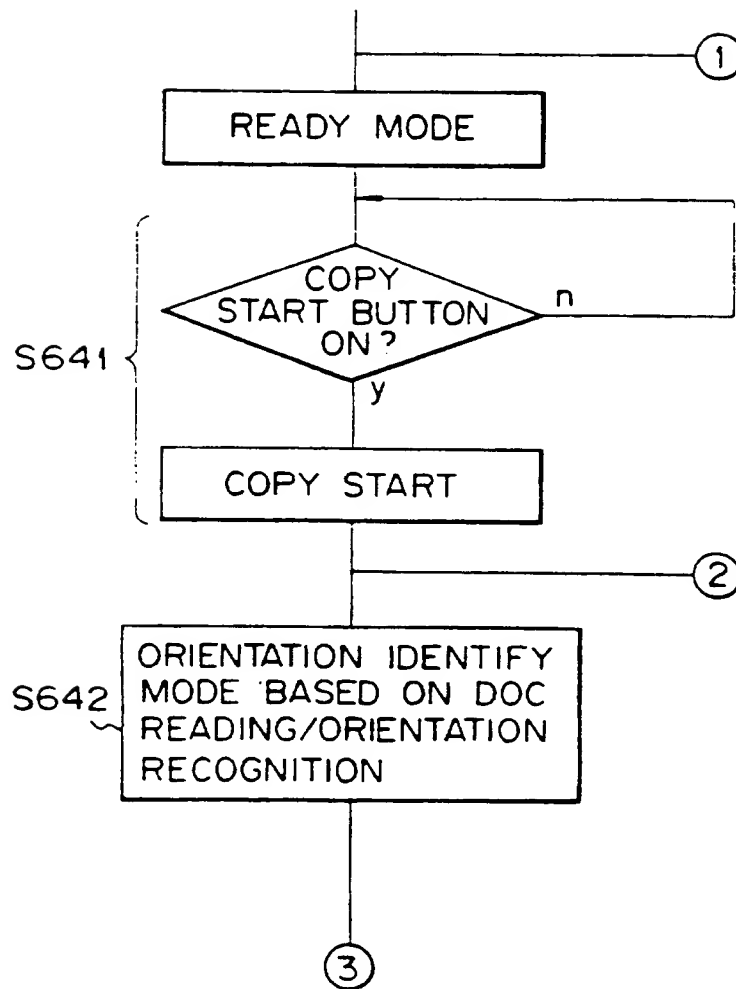 1
READY MODE
COPY
START BUTTON
ON?
n
y
S641
COPY START
2
ORIENTATION IDENTIFY
MODE BASED ON DOC
READING/ORIENTATION
RECOGNITION
S642
3